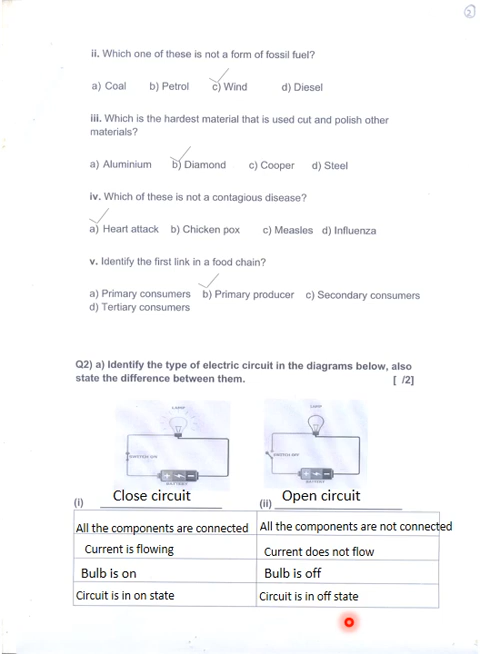 2
ii. Which one of these is not a form of fossil fuel?
a) Coal b) Petrol c) Wind d) Diesel
iii. Which is the hardest material that is used cut and polish other
materials?
a) Aluminium b) Diamond c) Cooper d) Steel
iv. Which of these is not a contagious disease?
a) Heart attack b) Chicken pox c) Measles d) Influenza
v. Identify the first link in a food chain?
a) Primary consumers b) Primary producer c) Secondary consumers
d) Tertiary consumers
Q2) a) Identify the type of electric circuit in the diagrams below, also
state the difference between them. [ /2]
LAMP LAMP
SWITCH ON SWITCH OFF
BATTERY BATTERY
(i) Close circuit (ii) Open circuit
All the components are connected All the components are not connected
Current is flowing Current does not flow
Bulb is on Bulb is off
Circuit is in on state Circuit is in off state